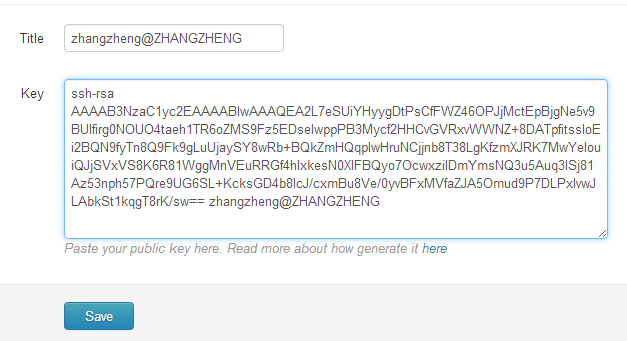 Title
zhangzheng@ZHANGZHENG
Key
ssh-rsa
AAAAB3NzaC1yc2EAAAABIwAAAQEA2L7eSUiYHyygDtPsCfFWZ46OPJjMctEpBjgNe5v9
BUlfirg0NOUO4taeh1TR6oZMS9Fz5EDselwppPB3Mycf2HHCvGVRxvWWNZ+8DATpfitssloE
i2BQN9fyTn8Q9Fk9gLuUjaySY8wRb+BQkZmHQqplwHruNCjjnb8T38LgKfzmXJRK7MwYelou
iQJjSVxVS8K6R81WggMnVEuRRGf4hIxkesN0XlFBQyo7OcwxziIDmYmsNQ3u5Auq3ISj81
Az53nph57PQre9UG6SL+KcksGD4b8IcJ/cxmBu8Ve/0yvBFxMVfaZJA5Omud9P7DLPxlvwJ
LAbkSt1kqgT8rK/sw== zhangzheng@ZHANGZHENG
Paste your public key here. Read more about how generate it here
Save